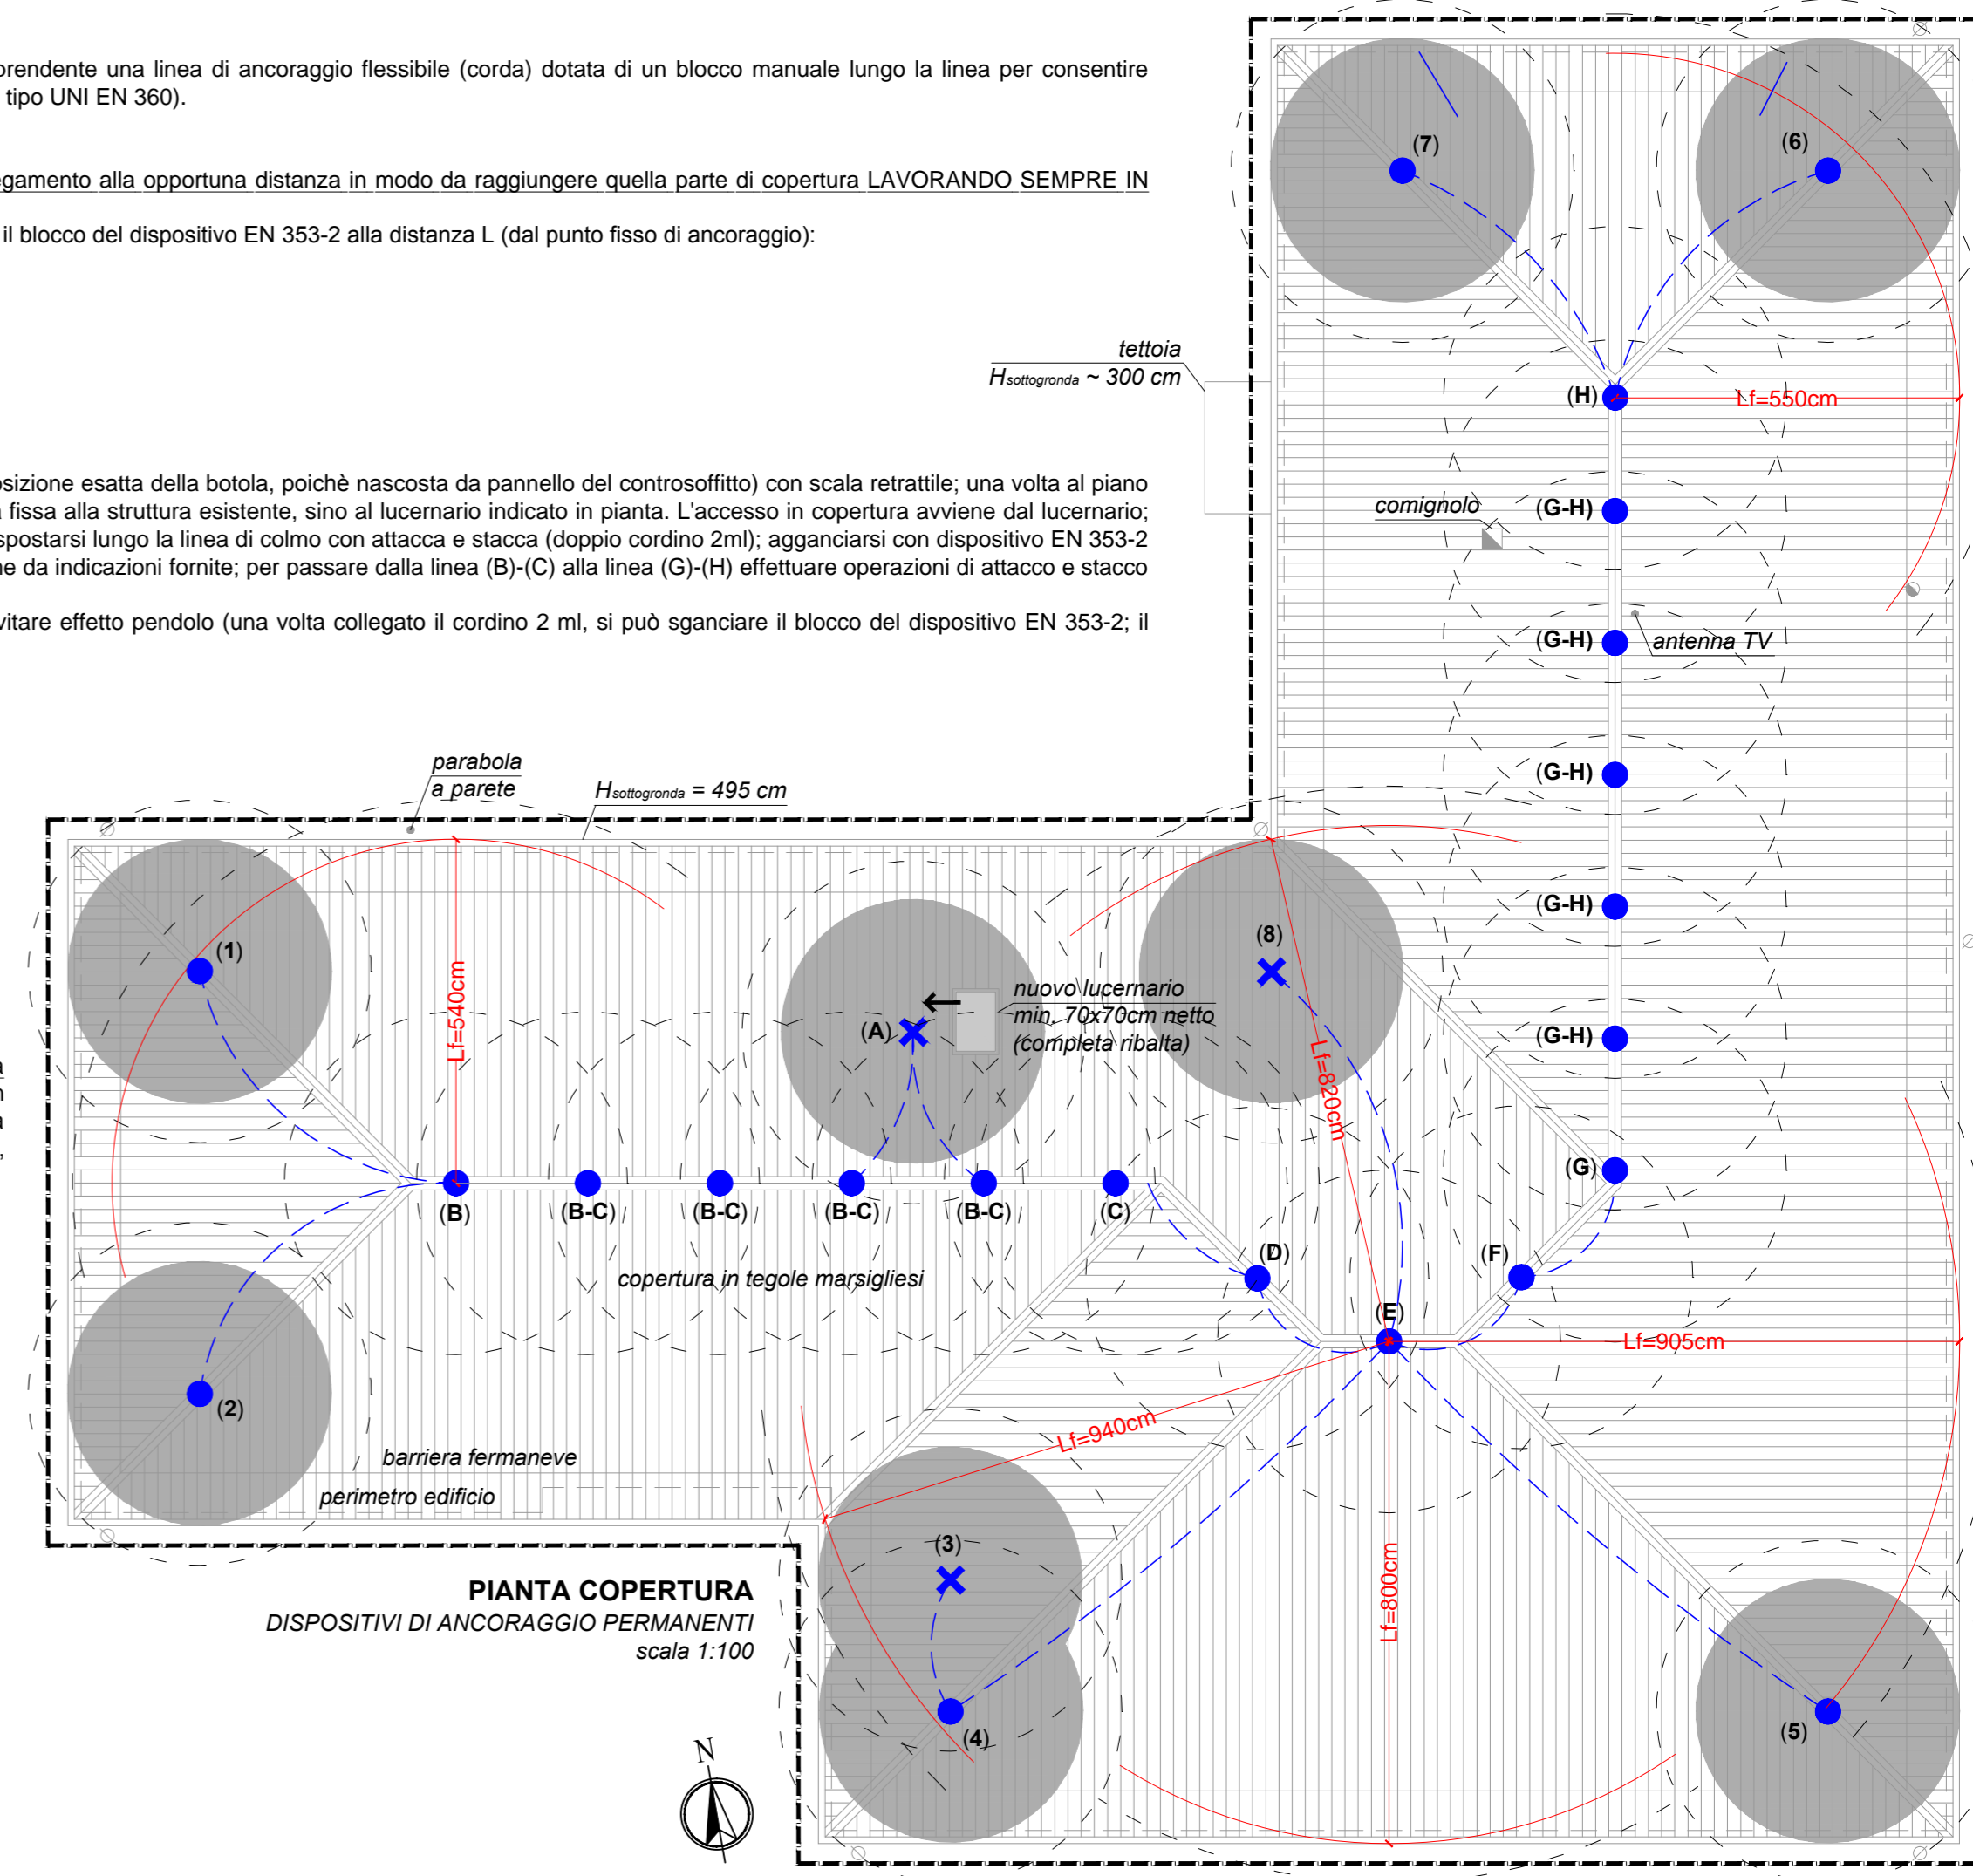 orendente una linea di ancoraggio flessibile (corda) dotata di un blocco manuale lungo la linea per consentire
tipo UNI EN 360).
egamento alla opportuna distanza in modo da raggiungere quella parte di copertura LAVORANDO SEMPRE IN
il blocco del dispositivo EN 353-2 alla distanza L (dal punto fisso di ancoraggio):
osizione esatta della botola, poichè nascosta da pannello del controsoffitto) con scala retrattile; una volta al piano
a fissa alla struttura esistente, sino al lucernario indicato in pianta. L'accesso in copertura avviene dal lucernario;
spostarsi lungo la linea di colmo con attacca e stacca (doppio cordino 2ml); agganciarsi con dispositivo EN 353-2
ne da indicazioni fornite; per passare dalla linea (B)-(C) alla linea (G)-(H) effettuare operazioni di attacco e stacco
vitare effetto pendolo (una volta collegato il cordino 2 ml, si può sganciare il blocco del dispositivo EN 353-2; il
(7)
(6)
tettoia
Hsottogronda ~ 300 cm
(H)
Lf=550cm
comignolo
(G-H)
(G-H)
antenna TV
(G-H)
(G-H)
(G-H)
(G)
parabola
a parete
Hsottogronda = 495 cm
(1)
Lf=540cm
(A)
nuovo lucernario
min. 70x70cm netto
(completa ribalta)
(8)
Lf=820cm
(B)
(B-C)
(B-C)
(B-C)
(B-C)
(C)
(D)
(F)
(E)
copertura in tegole marsigliesi
Lf=905cm
(2)
Lf=940cm
barriera fermaneve
perimetro edificio
(3)
Lf=800cm
(4)
(5)
PIANTA COPERTURA
DISPOSITIVI DI ANCORAGGIO PERMANENTI
scala 1:100
N